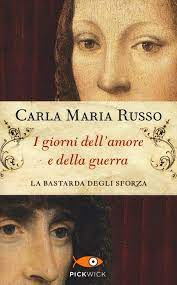 CARLA MARIA RUSSO
I giorni dell'amore
e della guerra
LA BASTARDA DEGLI SFORZA
PICKWICK